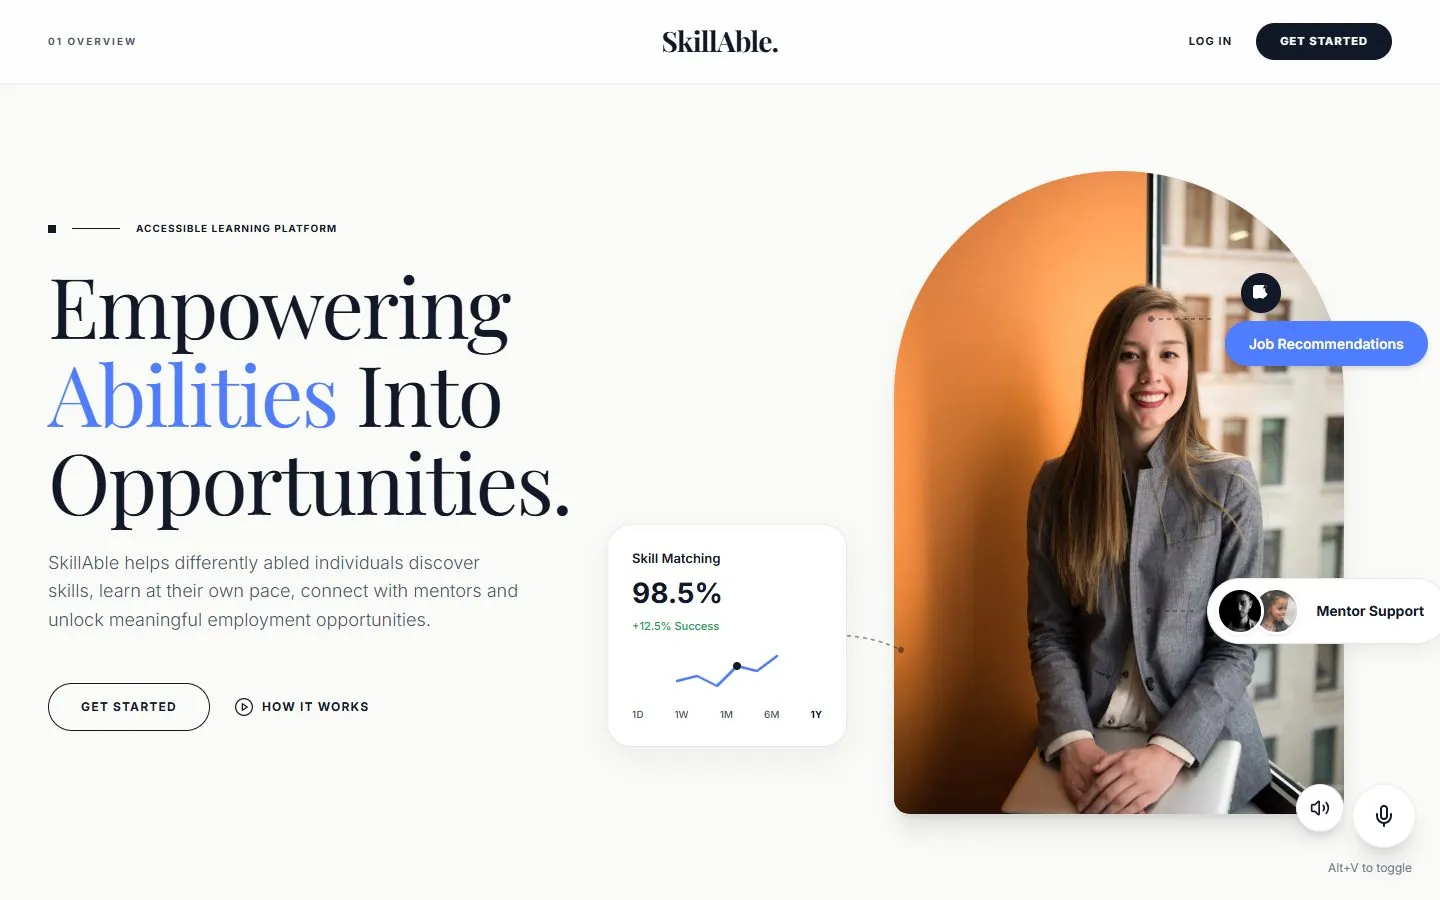 01 OVERVIEW
SkillAble.
LOG IN
GET STARTED
ACCESSIBLE LEARNING PLATFORM
Empowering
Abilities Into
Opportunities.
SkillAble helps differently abled individuals discover
skills, learn at their own pace, connect with mentors and
unlock meaningful employment opportunities.
GET STARTED
HOW IT WORKS
Skill Matching
98.5%
+12.5% Success
1D 1W 1M 6M 1Y
Job Recommendations
Mentor Support
Alt+V to toggle